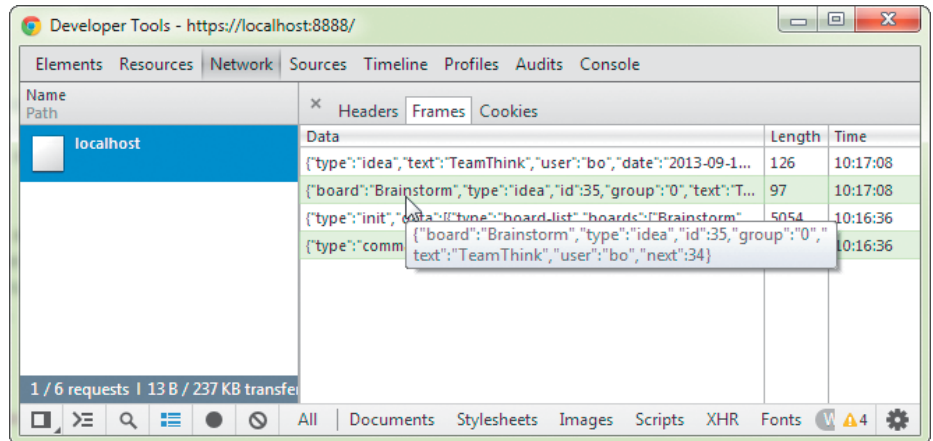 Developer Tools - https://localhost:8888/
Elements Resources Network Sources Timeline Profiles Audits Console
Name
Path
× Headers Frames Cookies
localhost
Data Length Time
{"type":"idea","text":"TeamThink","user":"bo","date":"2013-09-1... 126 10:17:08
{"board":"Brainstorm","type":"idea","id":35,"group":"0","text":"T... 97 10:17:08
{"type":"init","data":[{"type":"board-list","boards":["Brainstorm" 5054 10:16:36
{"type":"comm 10:16:36
{"board":"Brainstorm","type":"idea","id":35,"group":"0","
text":"TeamThink","user":"bo","next":34}
1 / 6 requests | 13 B / 237 KB transfe
All Documents Stylesheets Images Scripts XHR Fonts W 4